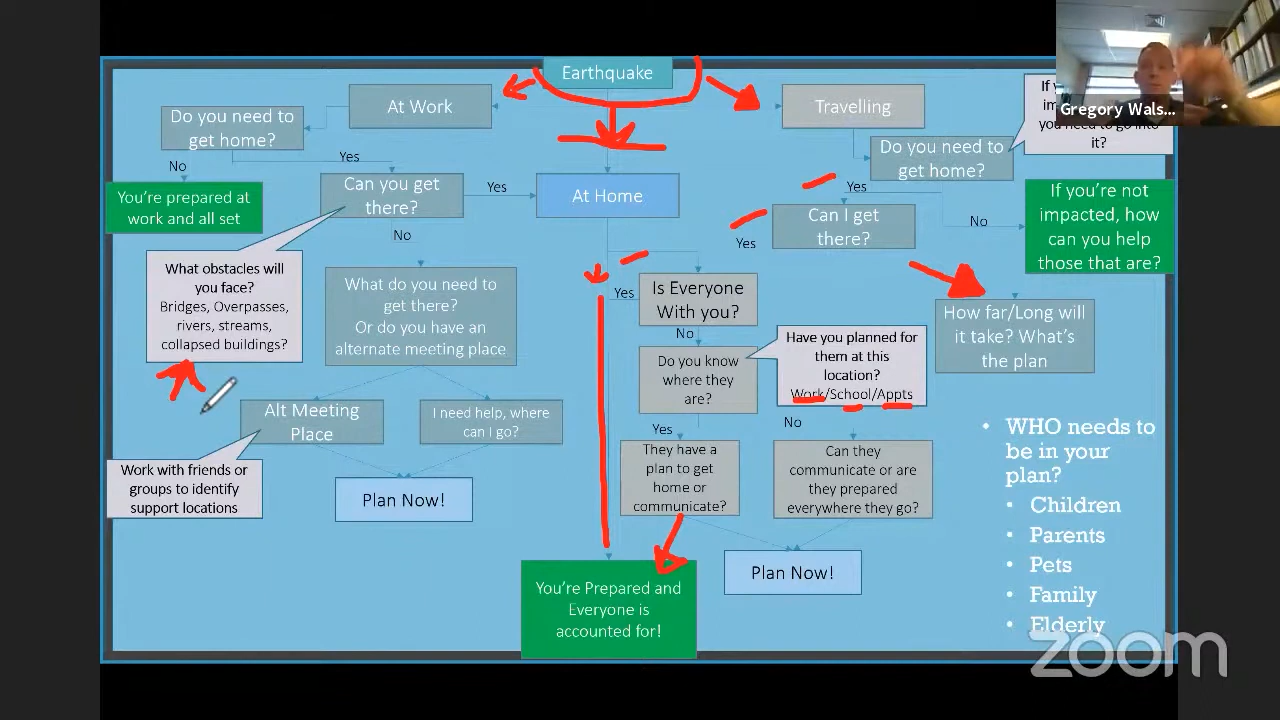 Earthquake
At Work
Do you need to
get home?
No
Yes
You're prepared at
work and all set
Can you get
there?
Yes
No
What obstacles will
you face?
Bridges, Overpasses,
rivers, streams,
collapsed buildings?
What do you need to
get there?
Or do you have an
alternate meeting place
Alt Meeting
Place
I need help, where
can I go?
Work with friends or
groups to identify
support locations
Plan Now!
At Home
Yes
Is Everyone
With you?
No
Do you know
where they
are?
Have you planned for
them at this
location?
Work/School/Appts
Yes
No
They have a
plan to get
home or
communicate?
Can they
communicate or are
they prepared
everywhere they go?
Plan Now!
You're Prepared and
Everyone is
accounted for!
Travelling
Do you need to
get home?
If
you need to go into
it?
Yes
No
Can I get
there?
Yes
If you're not
impacted, how
can you help
those that are?
How far/Long will
it take? What's
the plan
• WHO needs to
be in your
plan?
• Children
• Parents
• Pets
• Family
• Elderly
Gregory Wals...
zoom